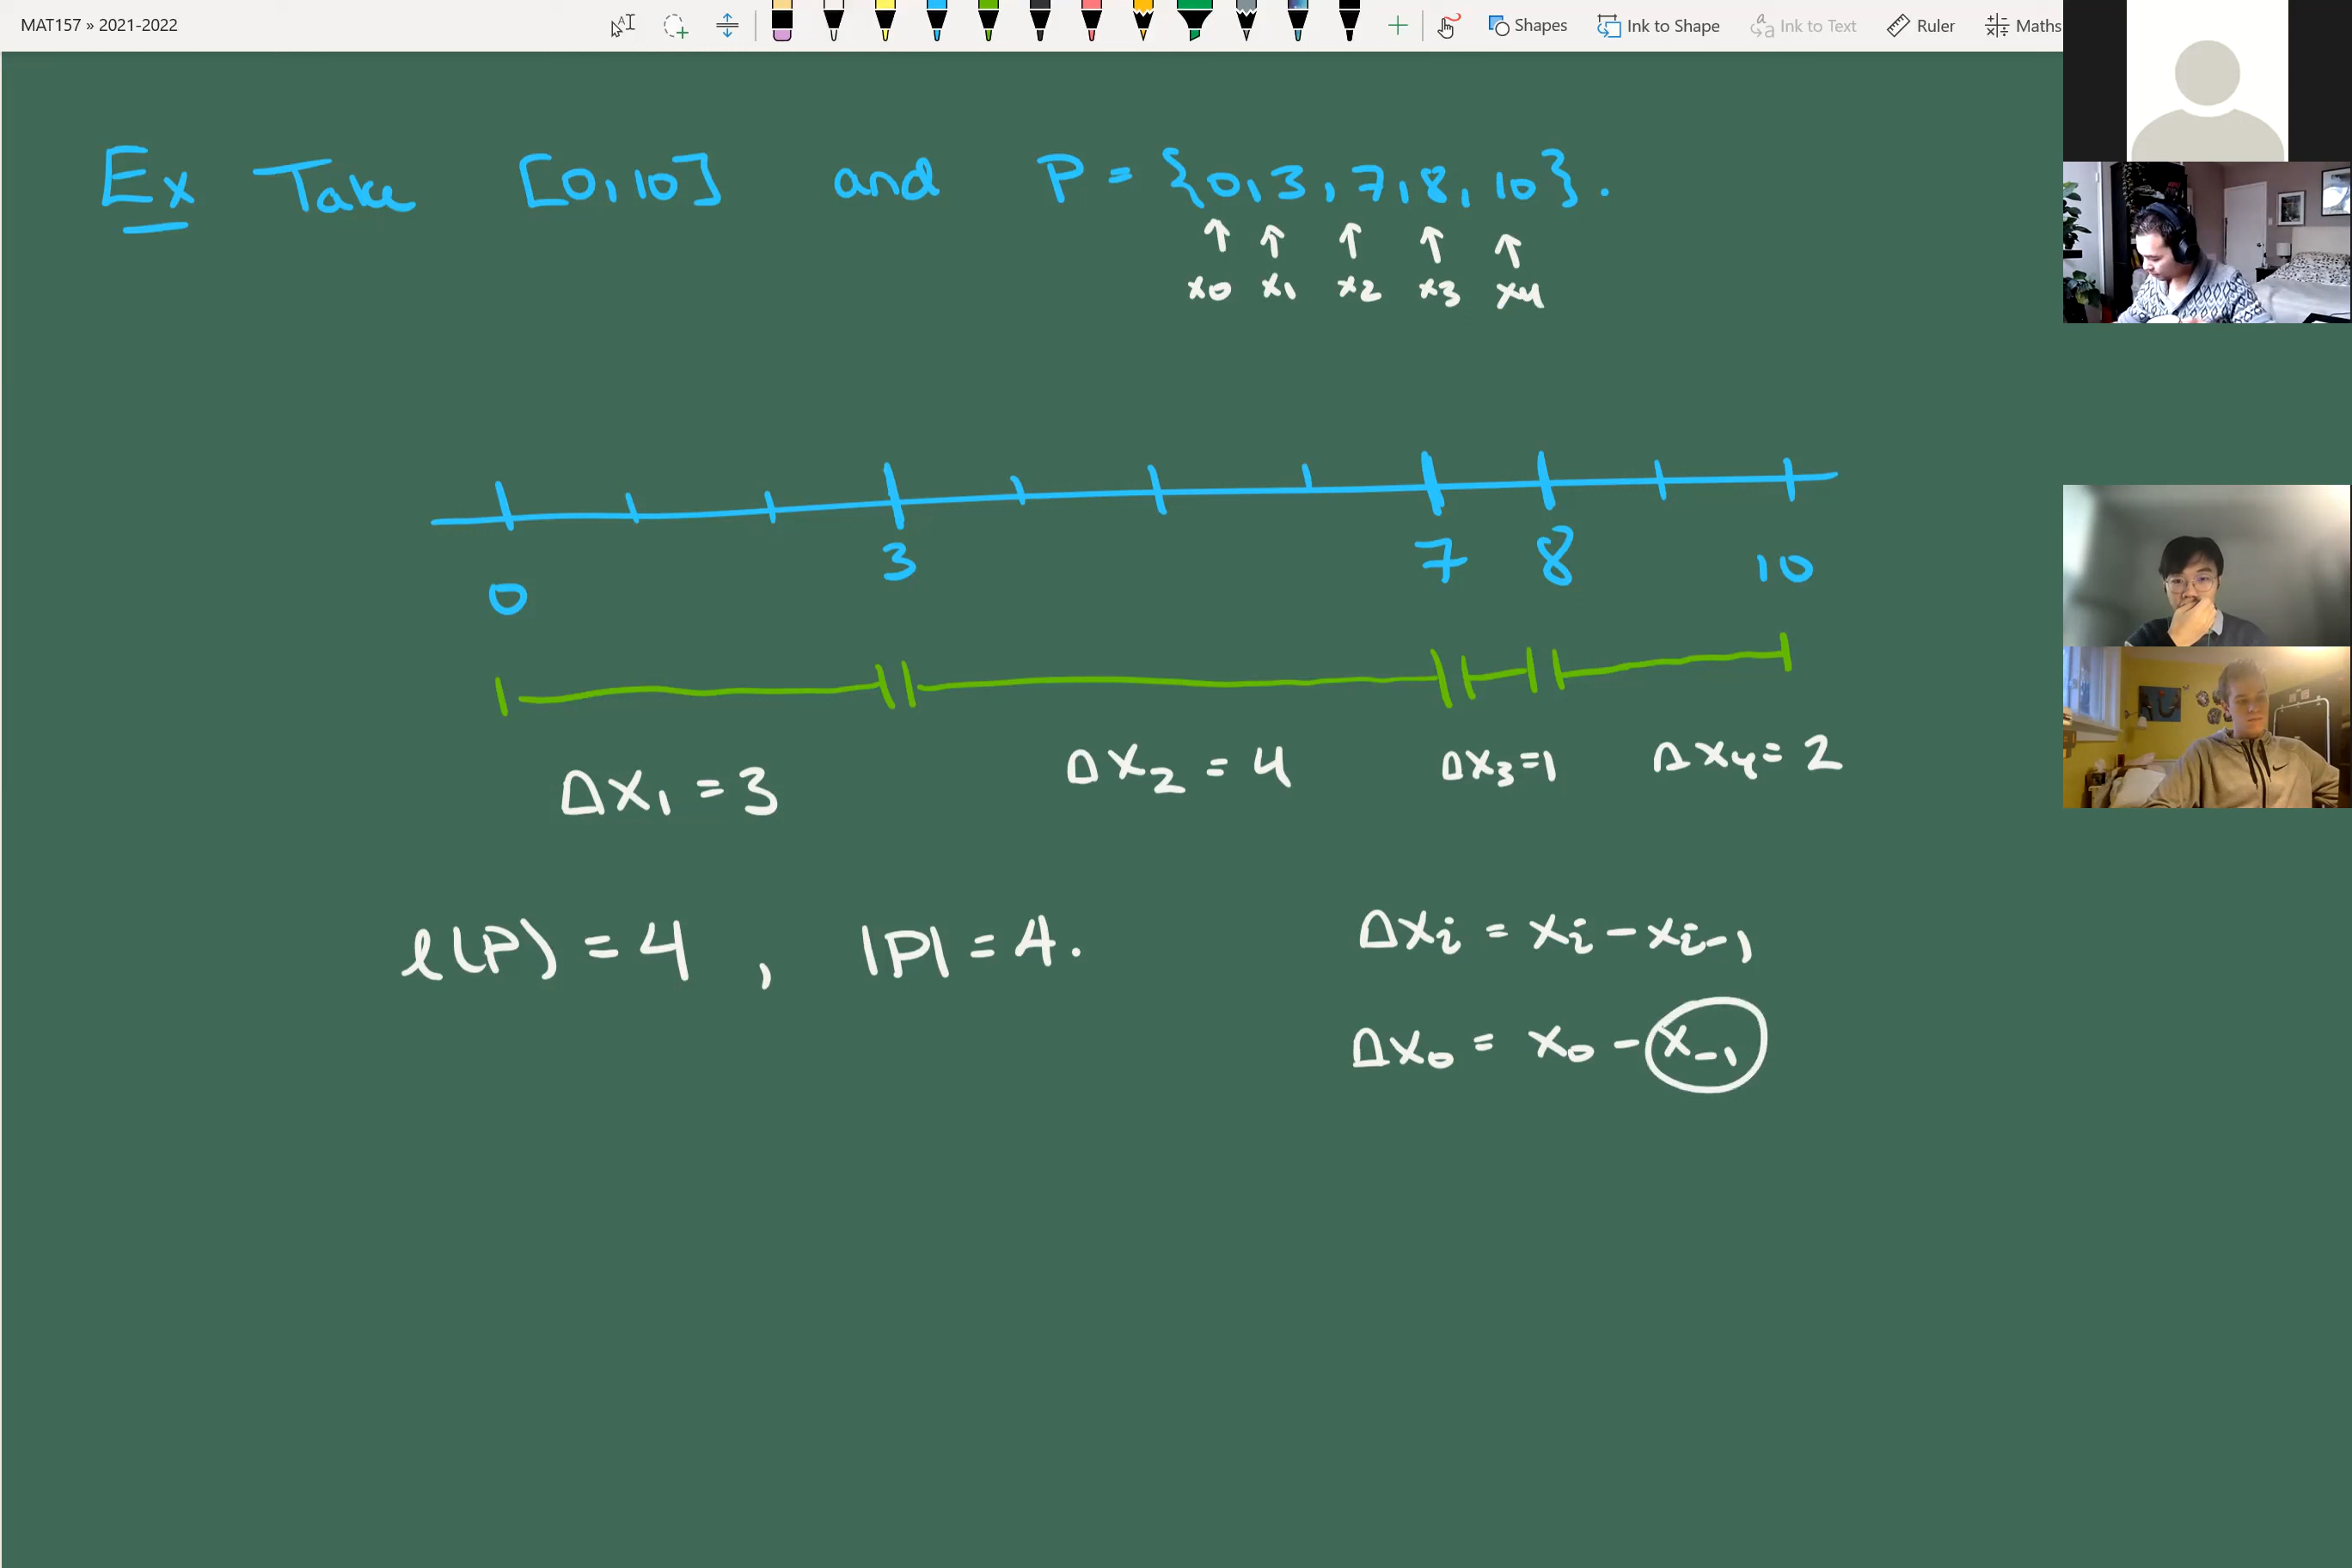 MAT157 » 2021-2022
Shapes Ink to Shape Ink to Text Ruler Maths
Ex Take [0,10] and P = {0,3,7,8,10}.
↑ ↑ ↑ ↑ ↑
x0 x1 x2 x3 x4
0 3 7 8 10
Δx₁ = 3 Δx₂ = 4 Δx₃=1 Δx₄= 2
l(P) = 4 , |P| = 4. Δxᵢ = xᵢ - xᵢ₋₁
Δx₀ = x₀ - x₋₁